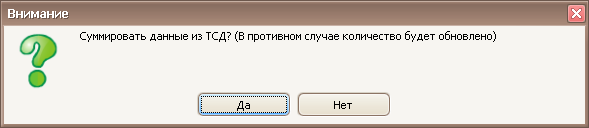 Внимание
Суммировать данные из ТСД? (В противном случае количество будет обновлено)
Да
Нет